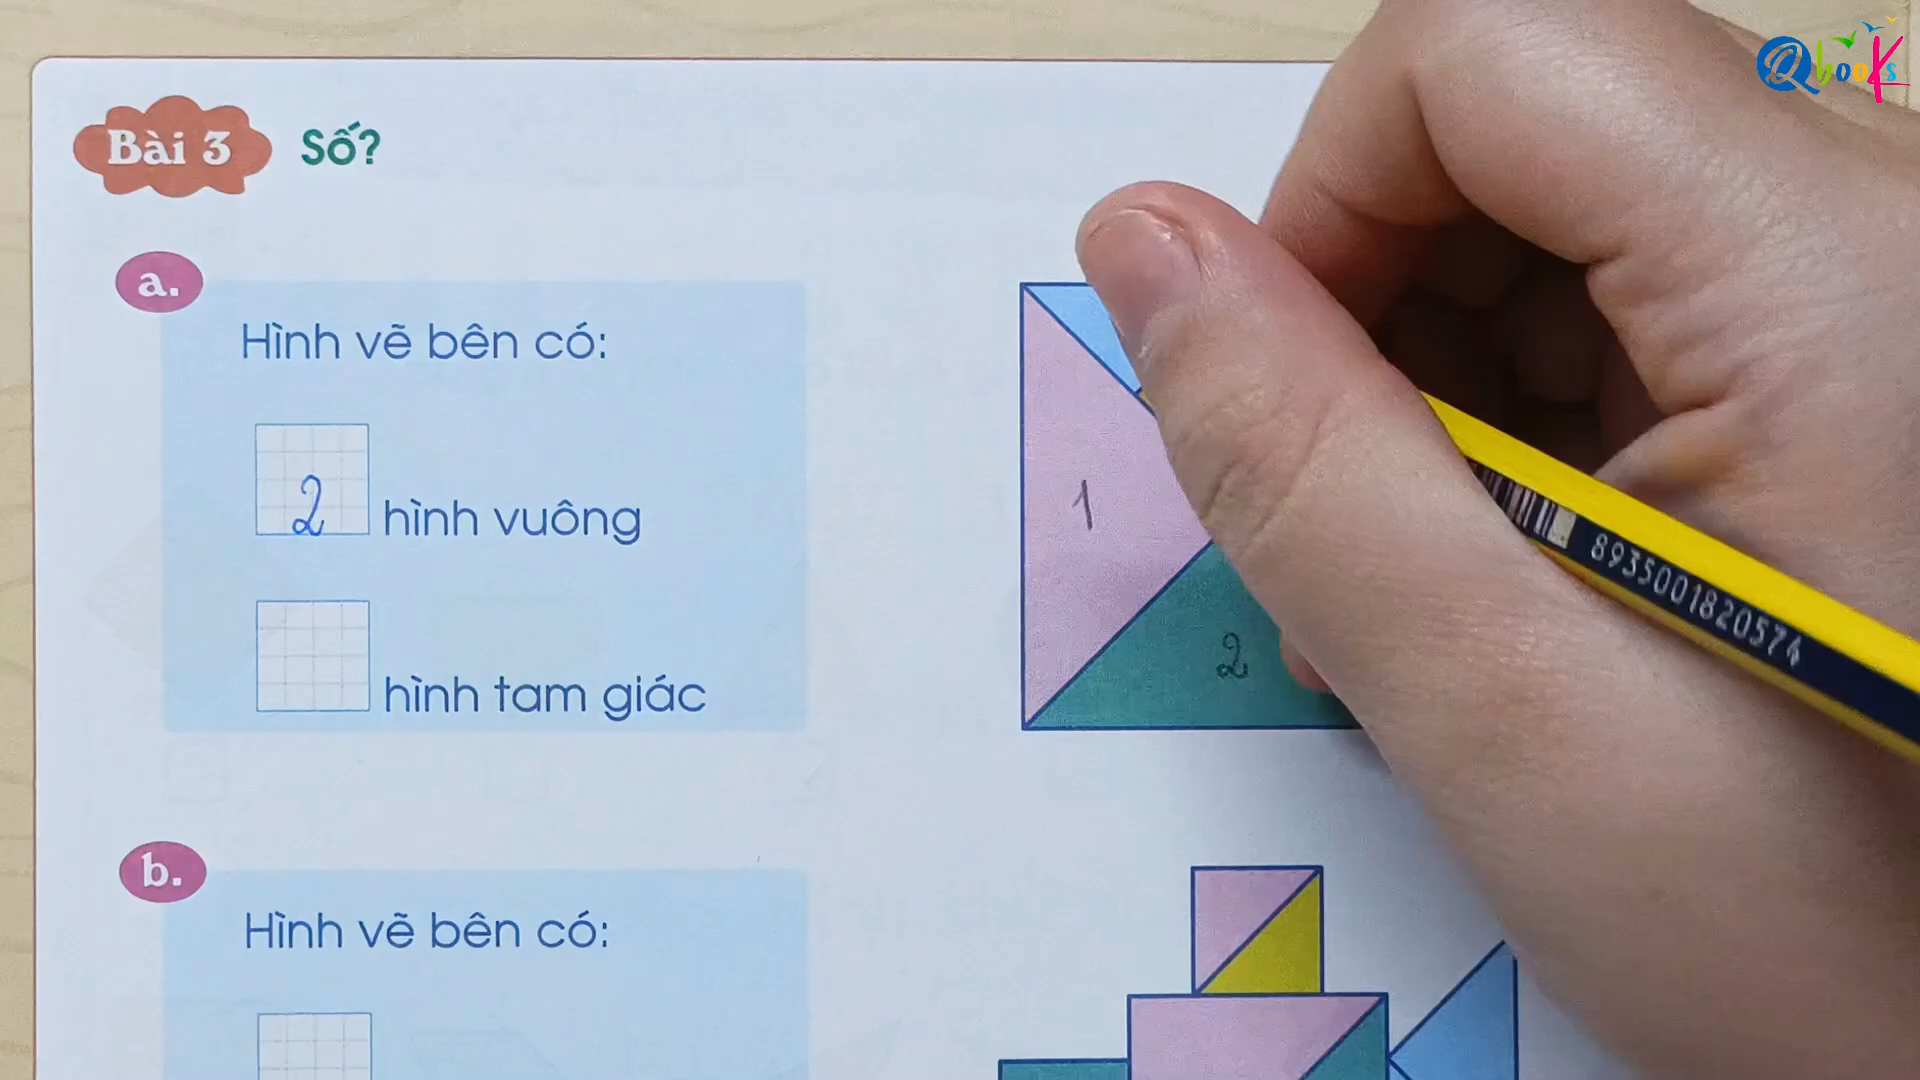 Qbooks
Bài 3 Số?
a.
Hình vẽ bên có:
2 hình vuông
hình tam giác
1
2
8935001820574
b.
Hình vẽ bên có: